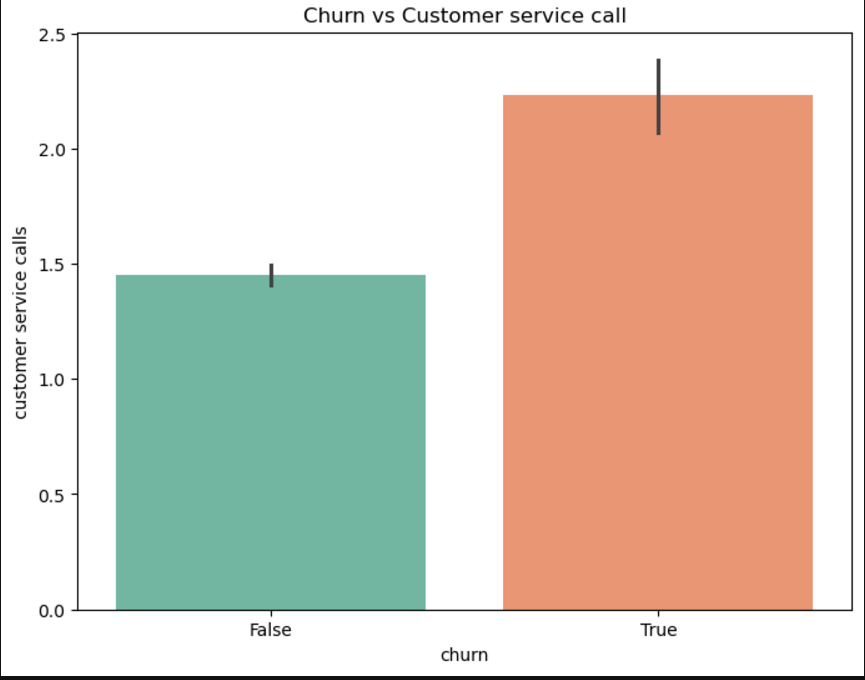 Churn vs Customer service call
2.5
2.0
1.5
1.0
0.5
0.0
customer service calls
False True
churn